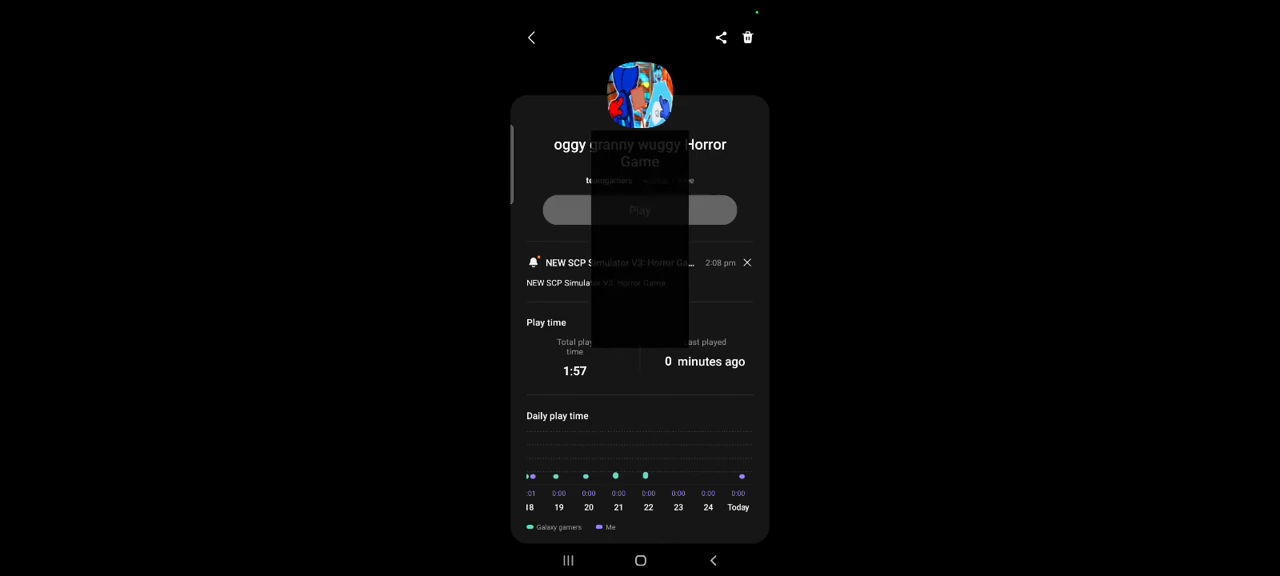 oggy granny wuggy Horror
Game
Play
NEW SCP Simulator V3: Horror Ga... 2:08 pm
NEW SCP Simulator V3: Horror Game
Play time
Total play
time
1:57
Last played
0 minutes ago
Daily play time
:01 0:00 0:00 0:00 0:00 0:00 0:00 0:00
18 19 20 21 22 23 24 Today
Galaxy gamers Me